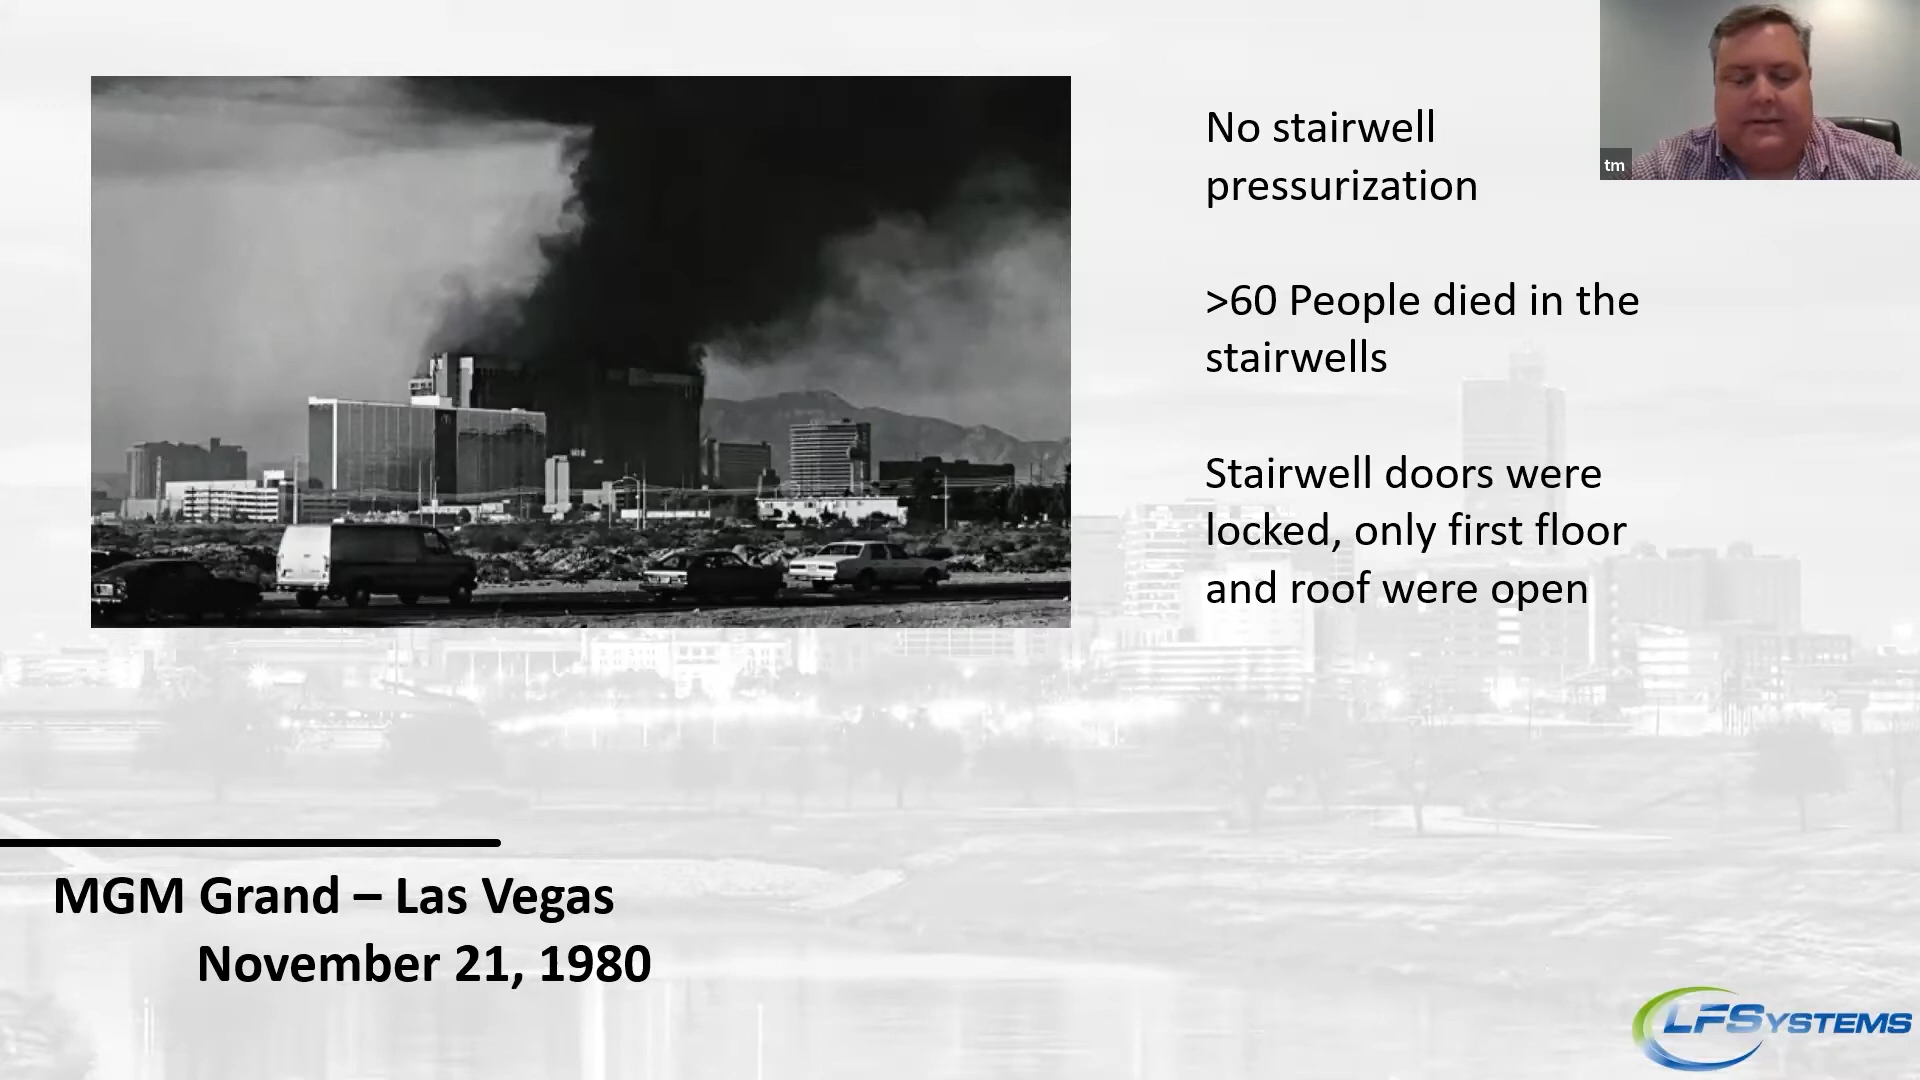 No stairwell
pressurization
>60 People died in the
stairwells
Stairwell doors were
locked, only first floor
and roof were open
tm
MGM Grand – Las Vegas
November 21, 1980
LFSYSTEMS